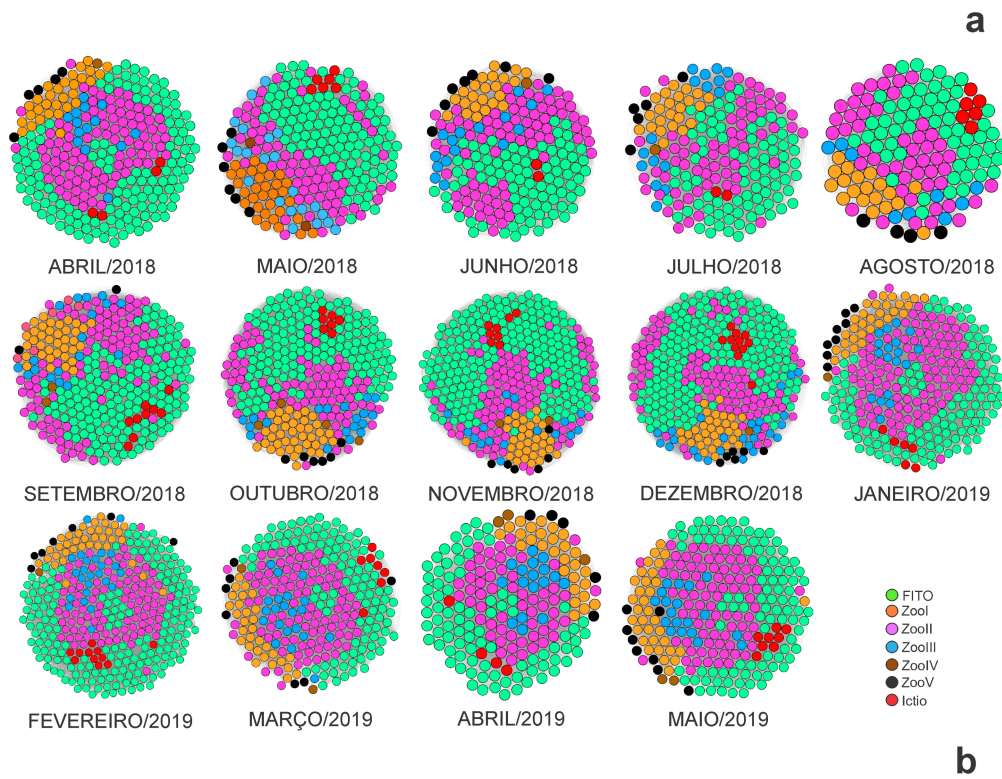 a
ABRIL/2018 MAIO/2018 JUNHO/2018 JULHO/2018 AGOSTO/2018
SETEMBRO/2018 OUTUBRO/2018 NOVEMBRO/2018 DEZEMBRO/2018 JANEIRO/2019
FITO
ZooI
ZooII
ZooIII
ZooIV
ZooV
Ictio
FEVEREIRO/2019 MARÇO/2019 ABRIL/2019 MAIO/2019
b